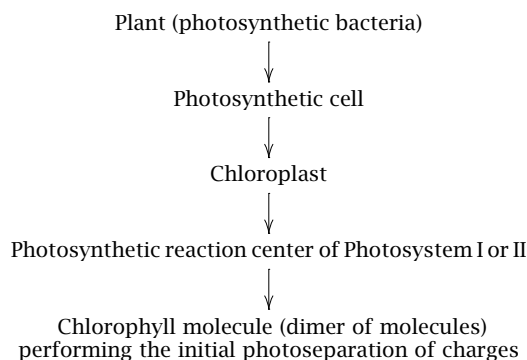 Plant (photosynthetic bacteria)
Photosynthetic cell
Chloroplast
Photosynthetic reaction center of Photosystem I or II
Chlorophyll molecule (dimer of molecules)
performing the initial photoseparation of charges